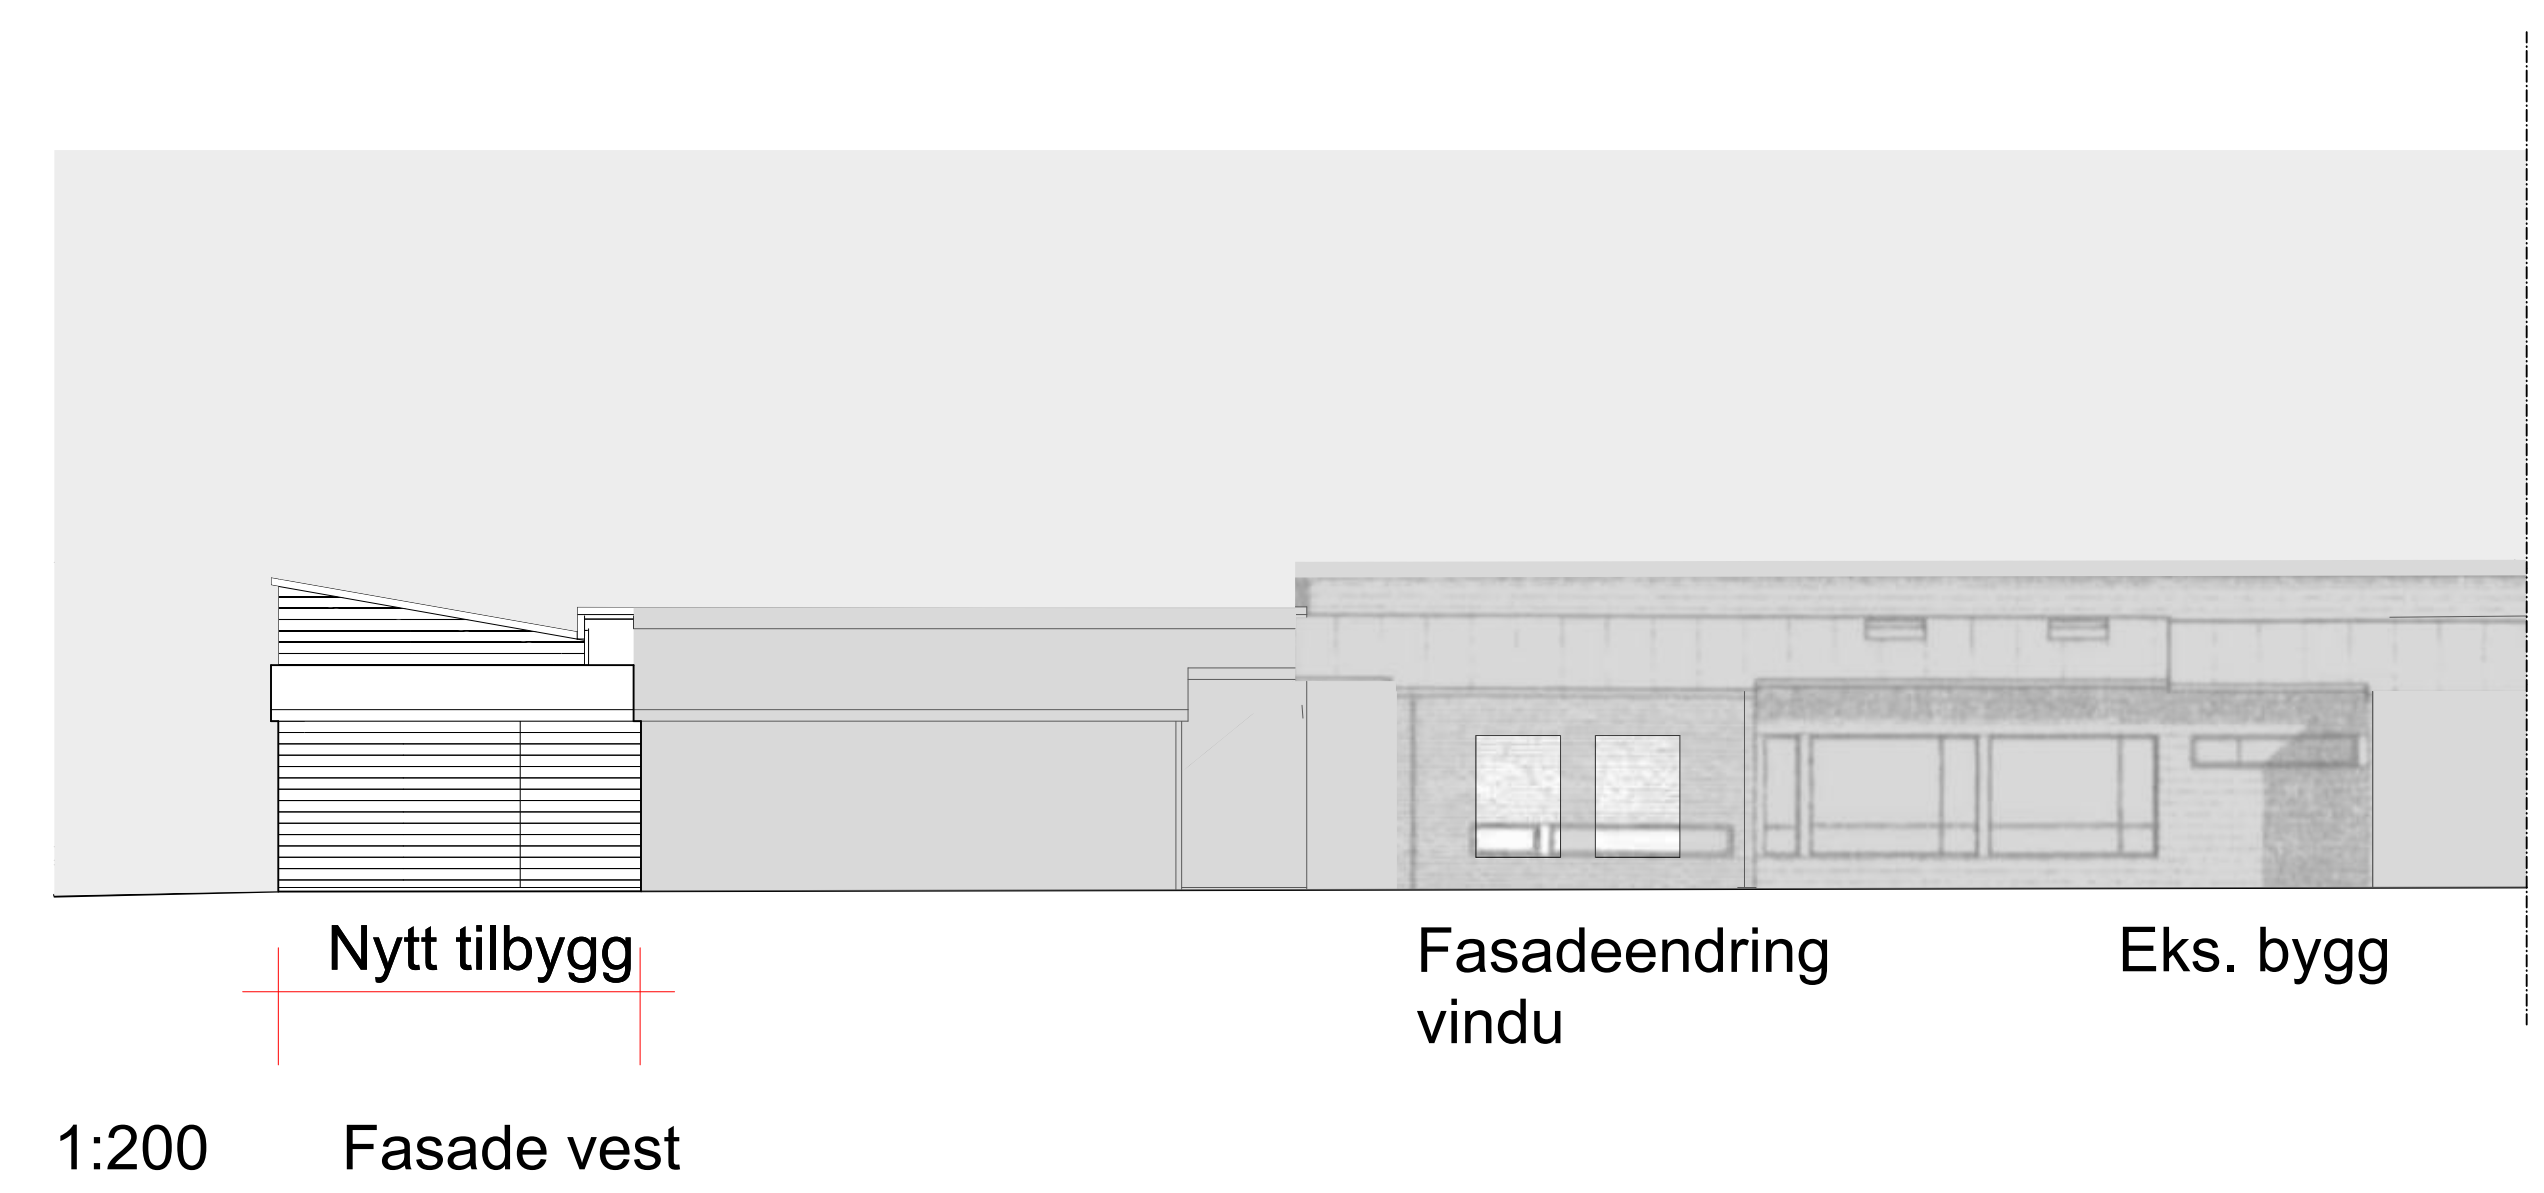 Nytt tilbygg
Fasadeendring
vindu
Eks. bygg
1:200 Fasade vest